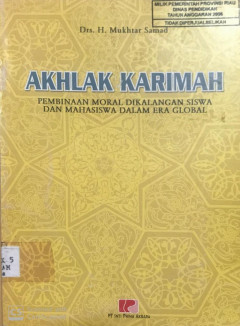 MILIK PEMERINTAH PROVINSI RIAU
DINAS PENDIDIKAN
TAHUN ANGGARAN
TIDAK DIPERJUALBELIKAN
Drs. H. Mukhtar Samad
AKHLAK KARIMAH
PEMBINAAN MORAL DIKALANGAN SISWA
DAN MAHASISWA DALAM ERA GLOBAL
5